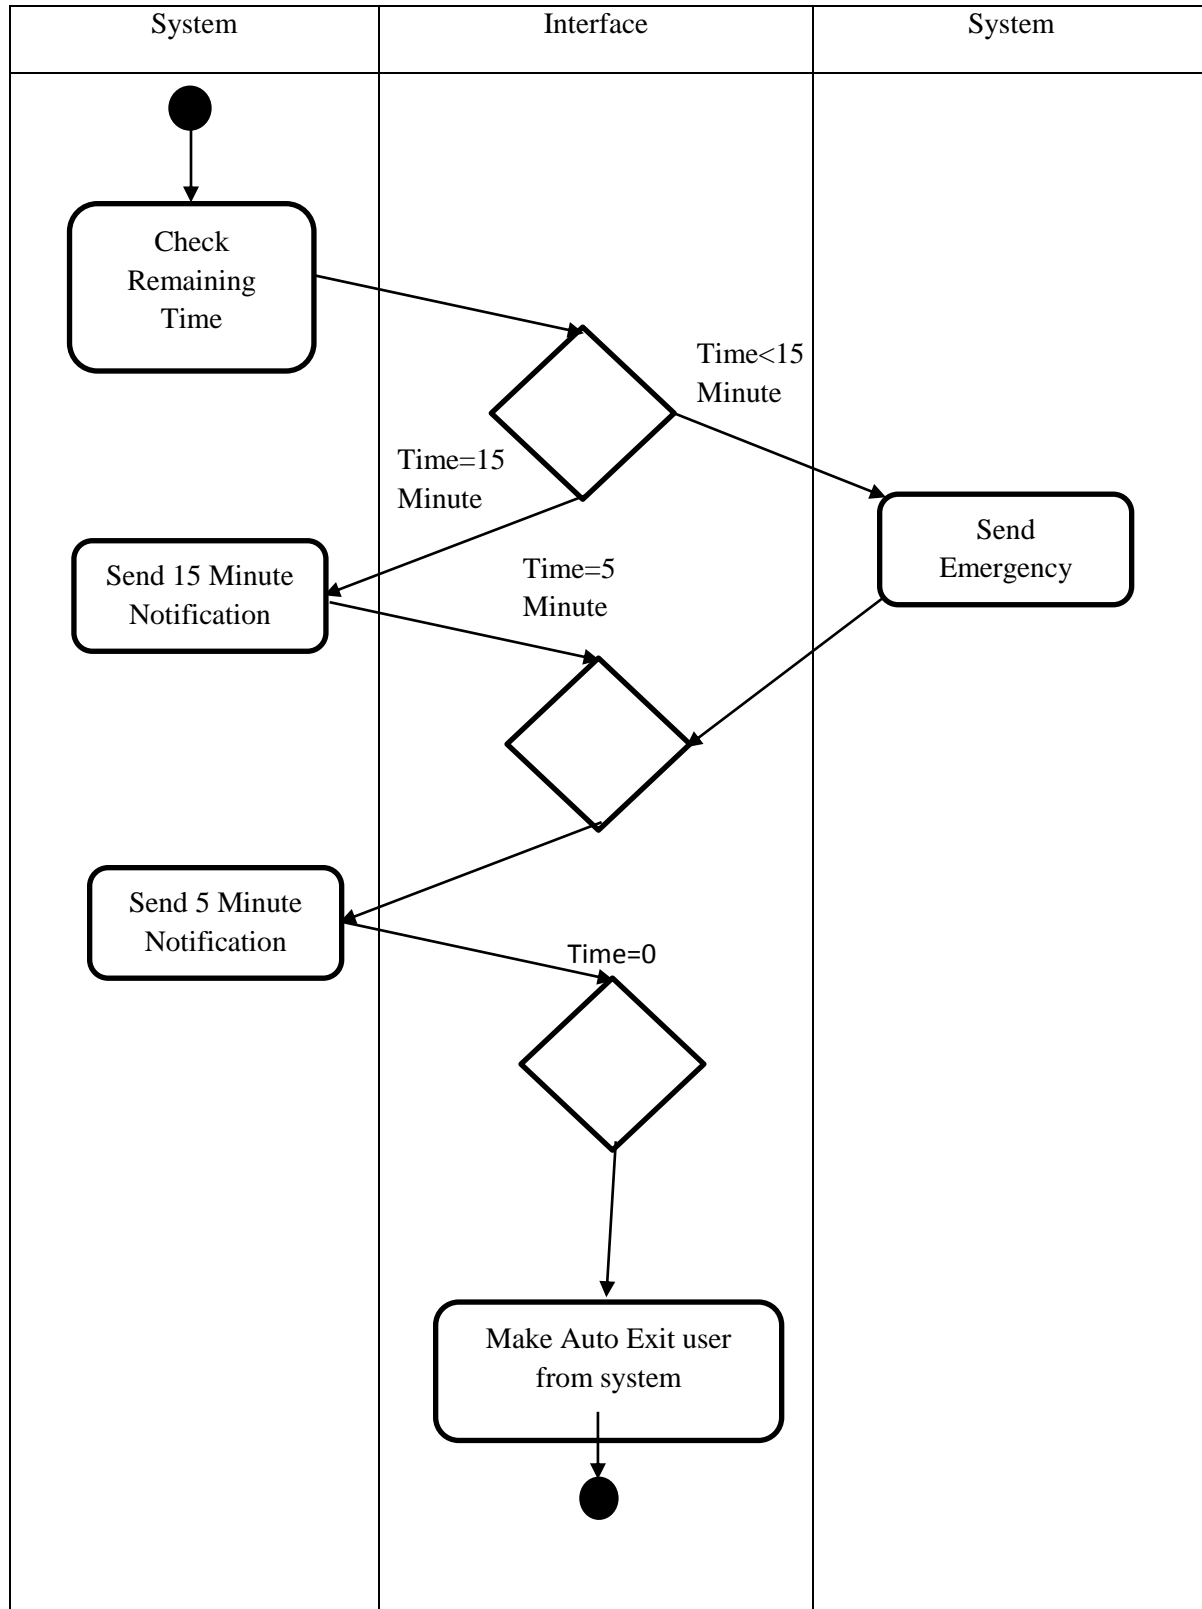 System
Interface
System
Check
Remaining
Time
Time<15
Minute
Time=15
Minute
Send
Emergency
Send 15 Minute
Notification
Time=5
Minute
Send 5 Minute
Notification
Time=0
Make Auto Exit user
from system